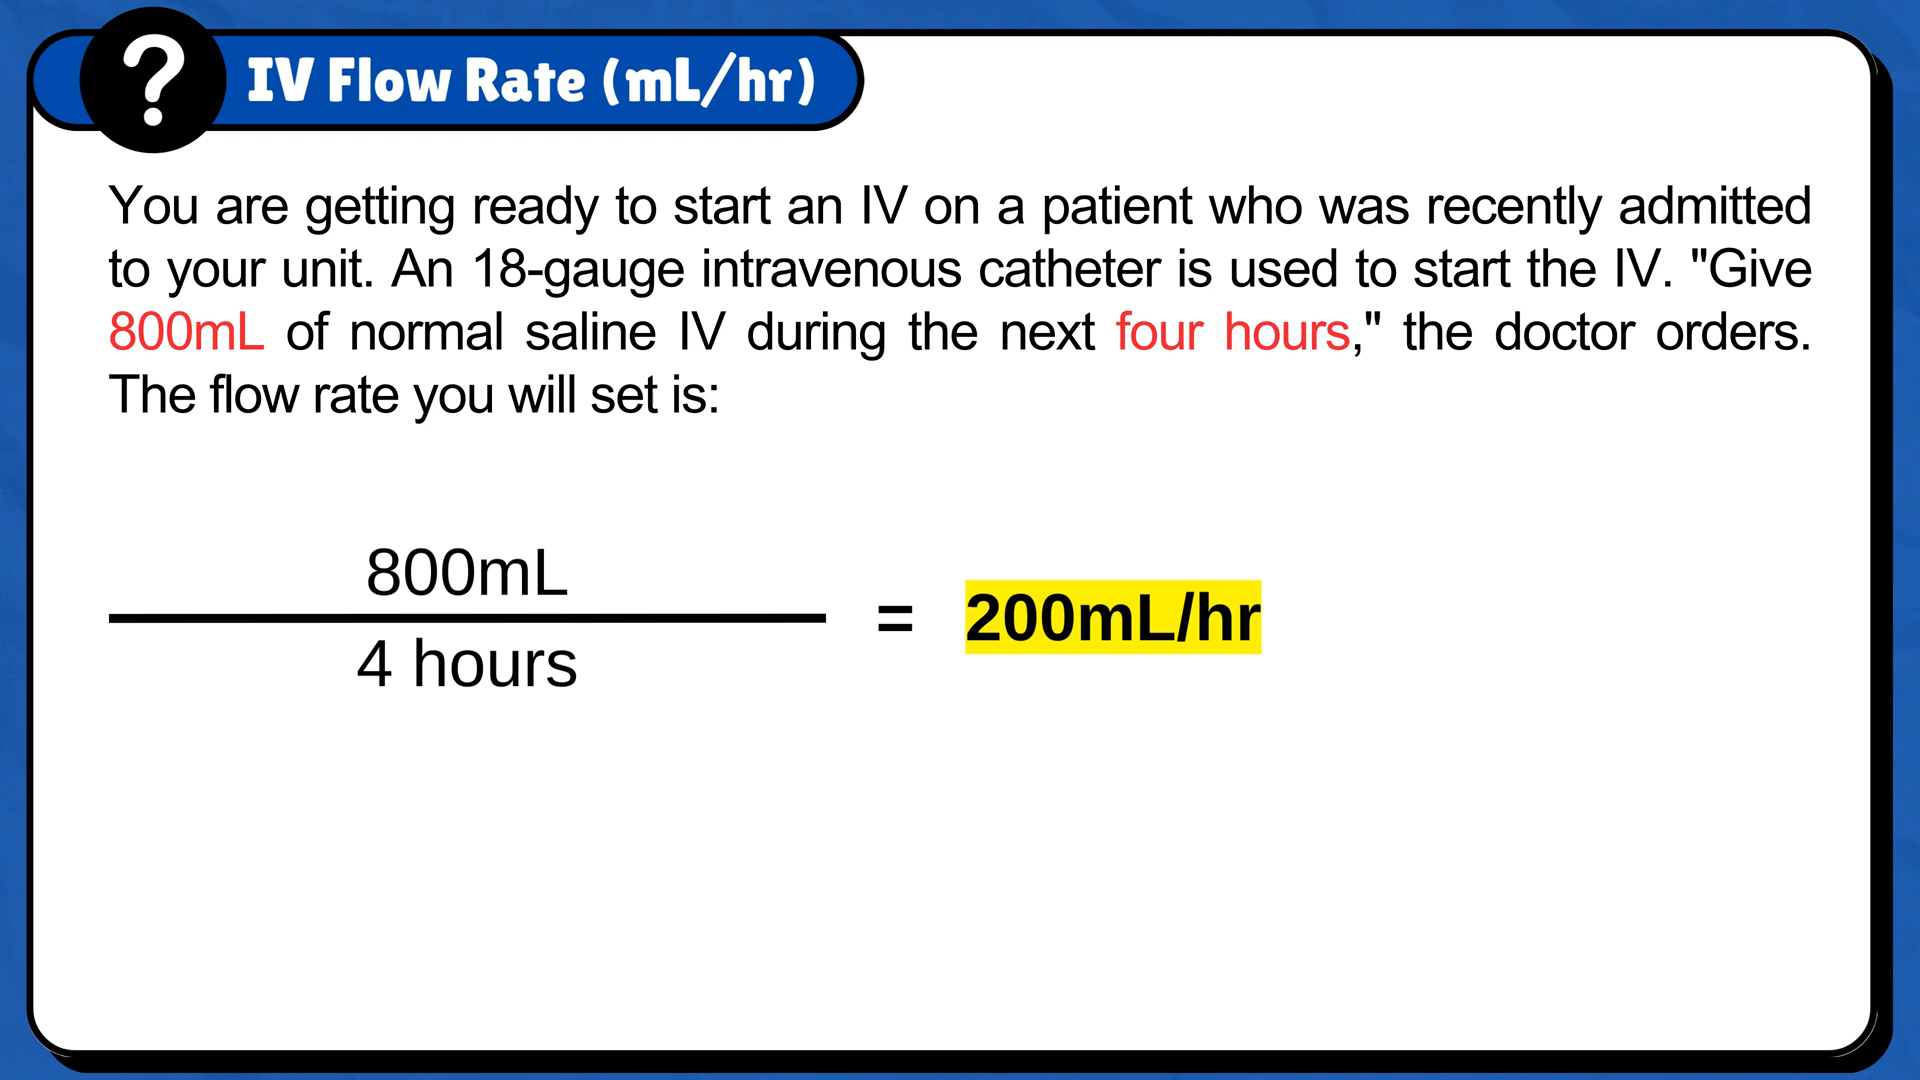 ?
IV Flow Rate (mL/hr)
You are getting ready to start an IV on a patient who was recently admitted
to your unit. An 18-gauge intravenous catheter is used to start the IV. "Give
800mL of normal saline IV during the next four hours," the doctor orders.
The flow rate you will set is:
800mL
4 hours
= 200mL/hr